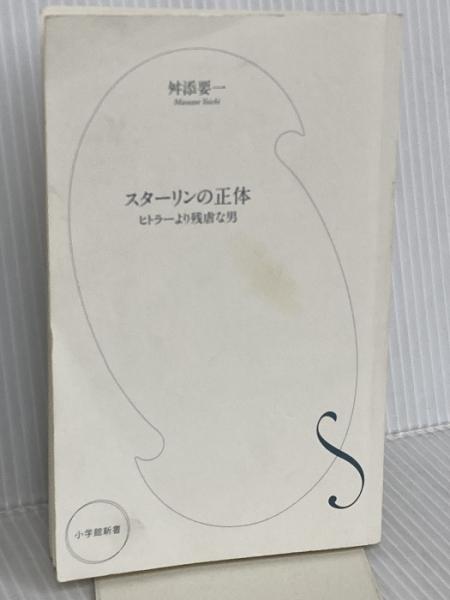 舛添要一
Masuzoe Yoichi
スターリンの正体
ヒトラーより残虐な男
小学館新書
S